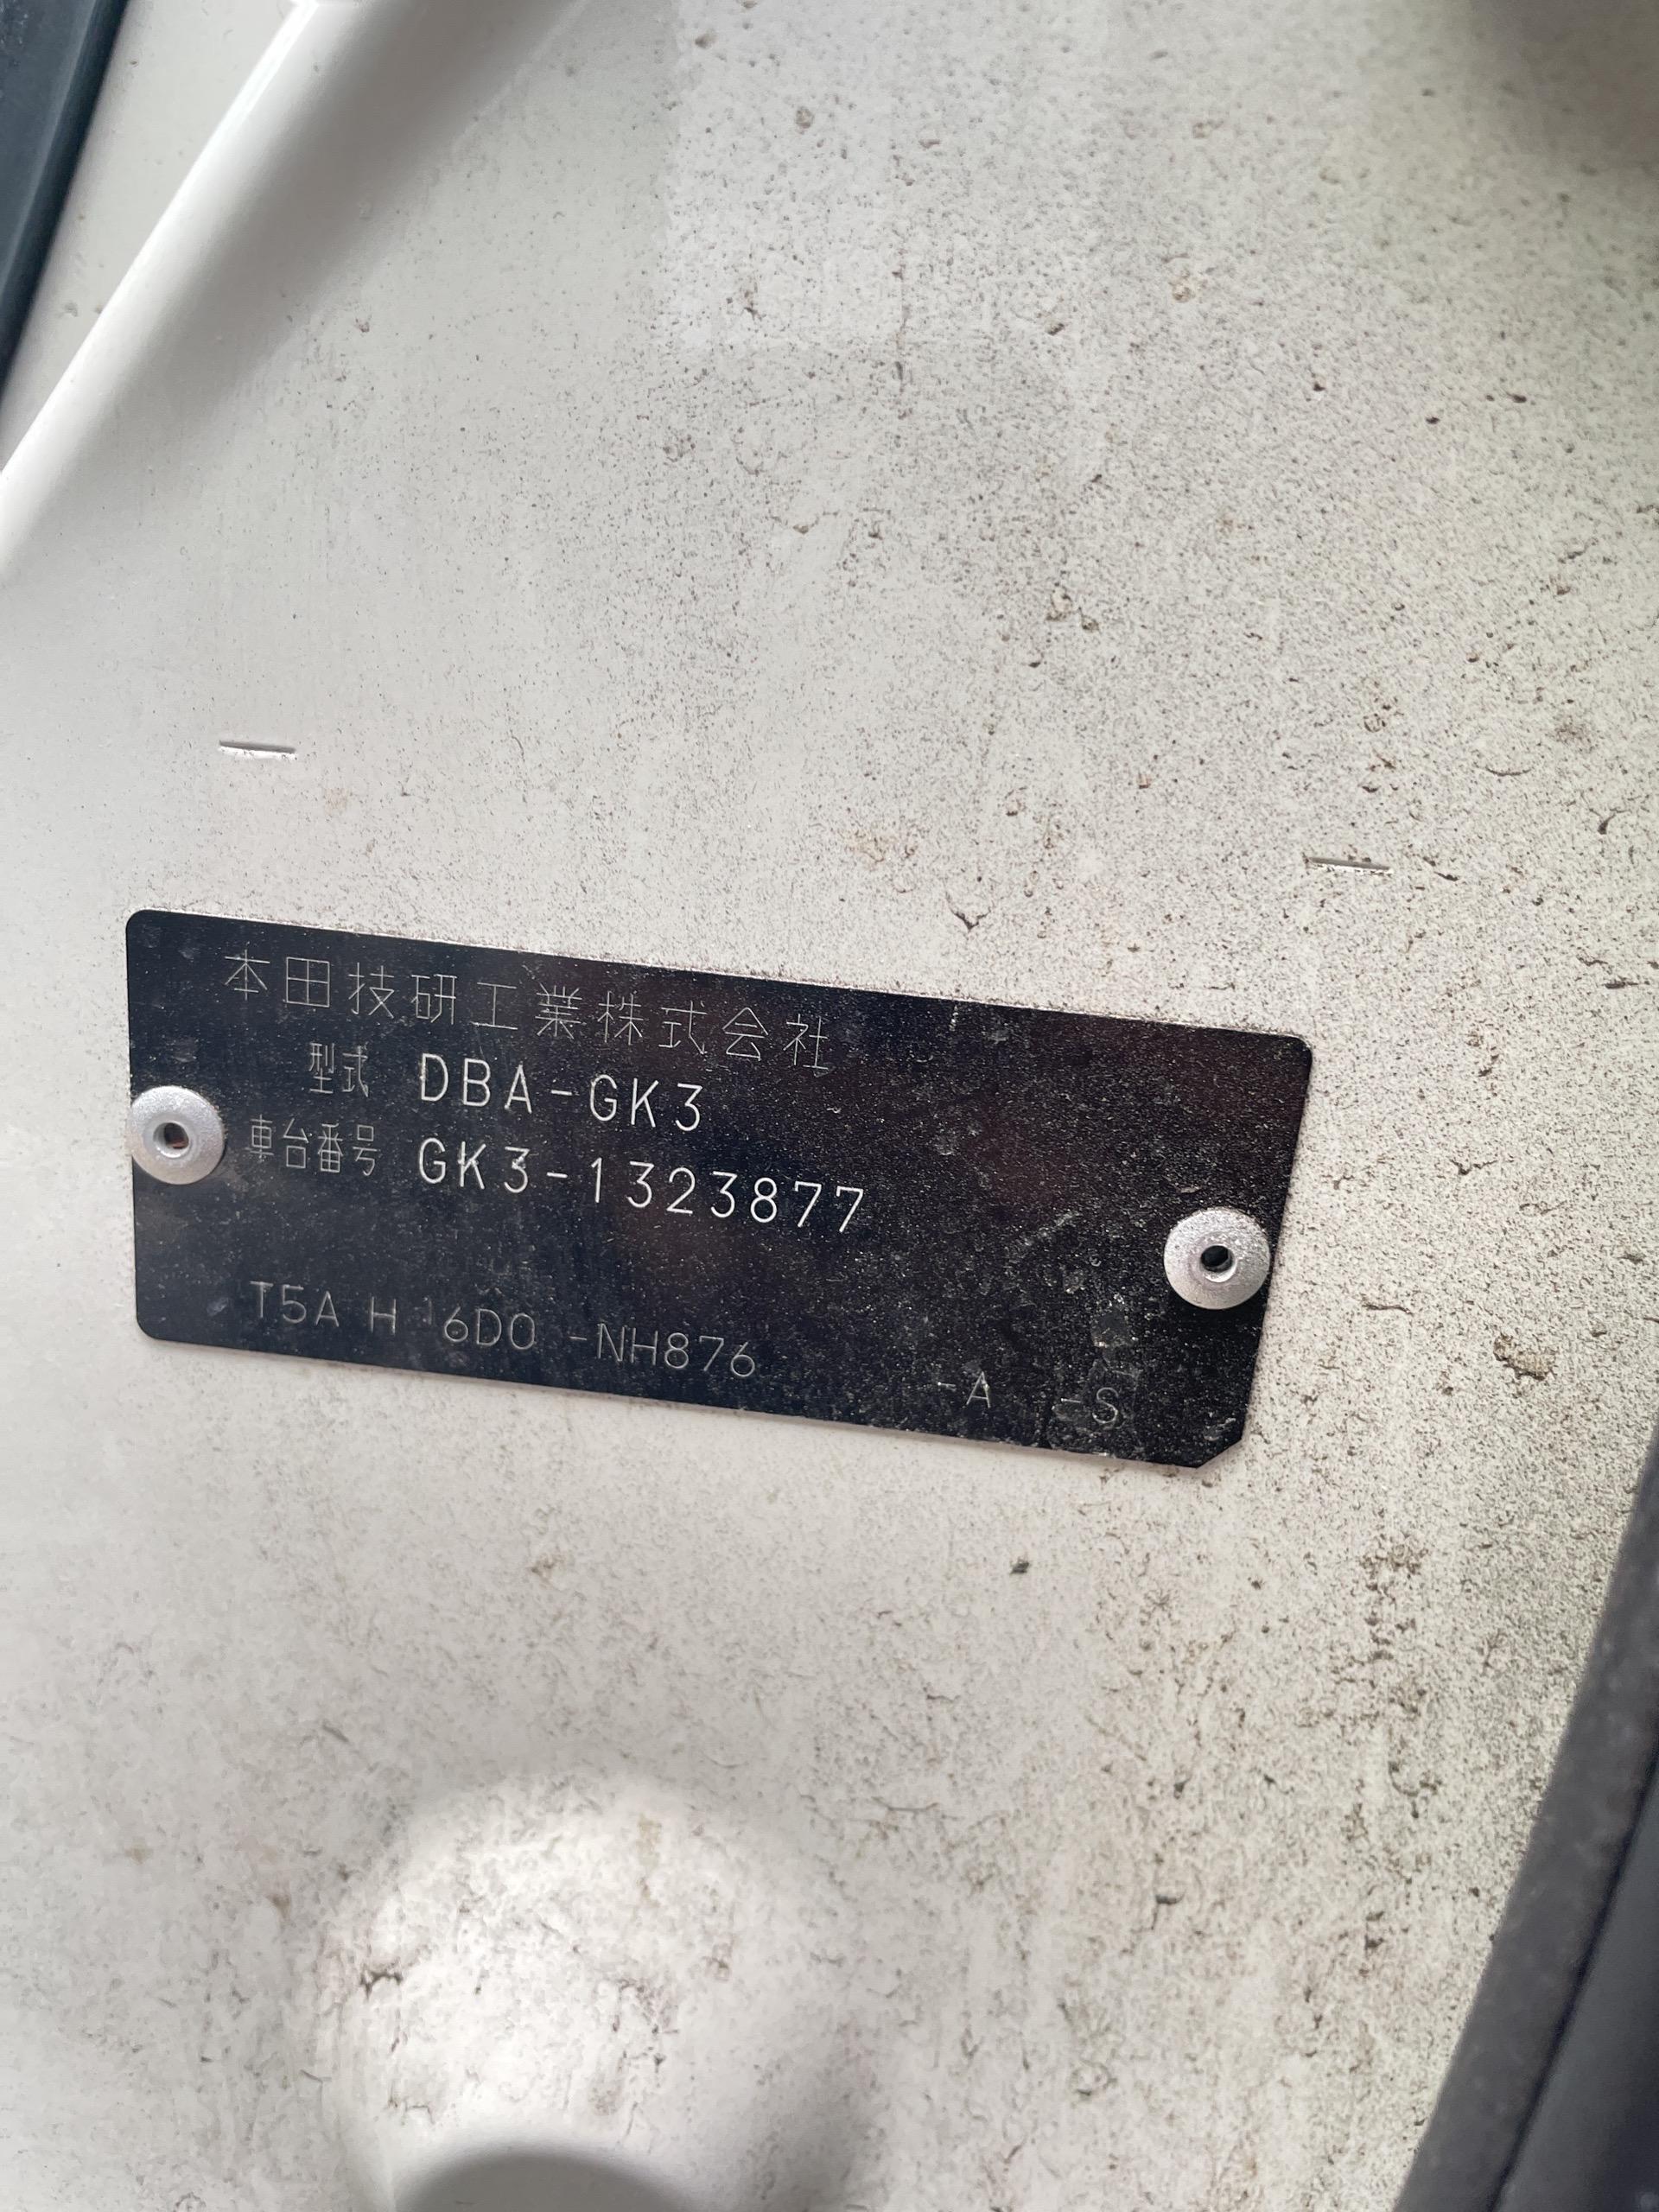 本田技研工業株式会社
型式 DBA-GK3
車台番号 GK3-1323877
T5A H 6D0 -NH876 -A -S